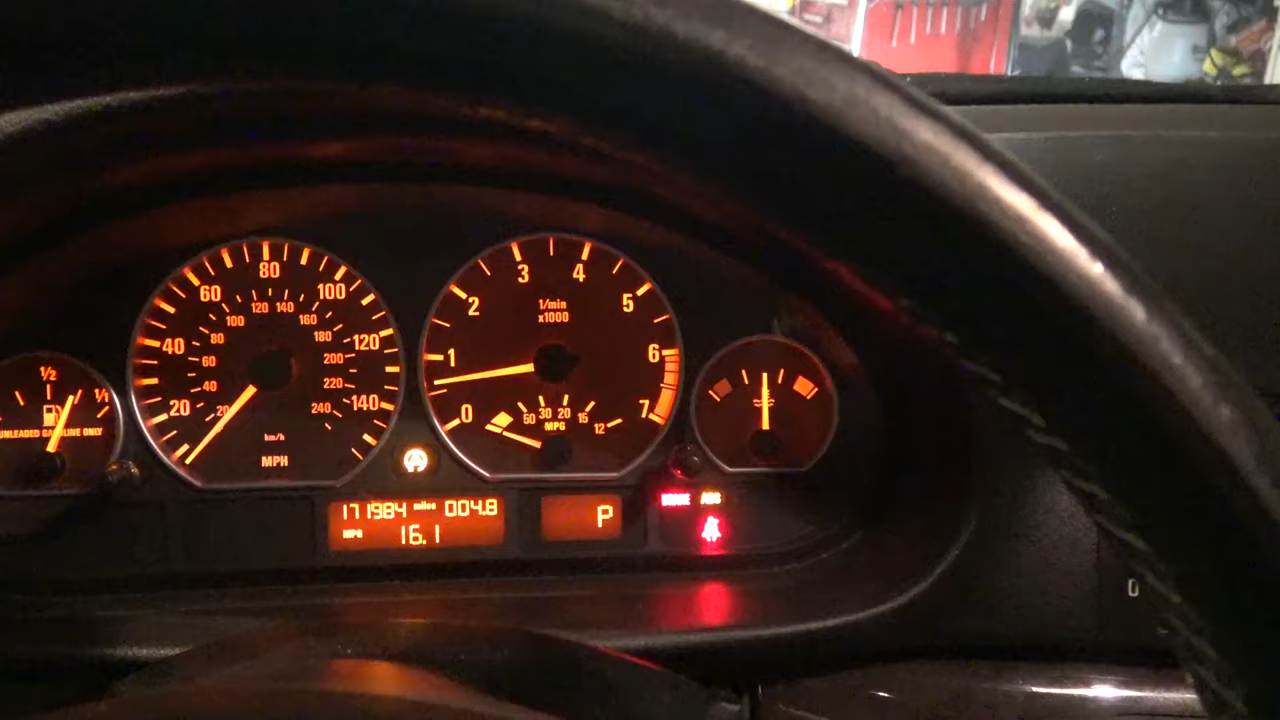 1/2
1/1
UNLEADED GASOLINE ONLY
20 40 60 80 100 120 140
20 40 60 80 100 120 140 160 180 200 220 240
km/h
MPH
0 1 2 3 4 5 6 7
1/min
x1000
50 30 20 15 12
MPG
171984 miles 004.8
MPG 16.1
P
BRAKE ABS
0